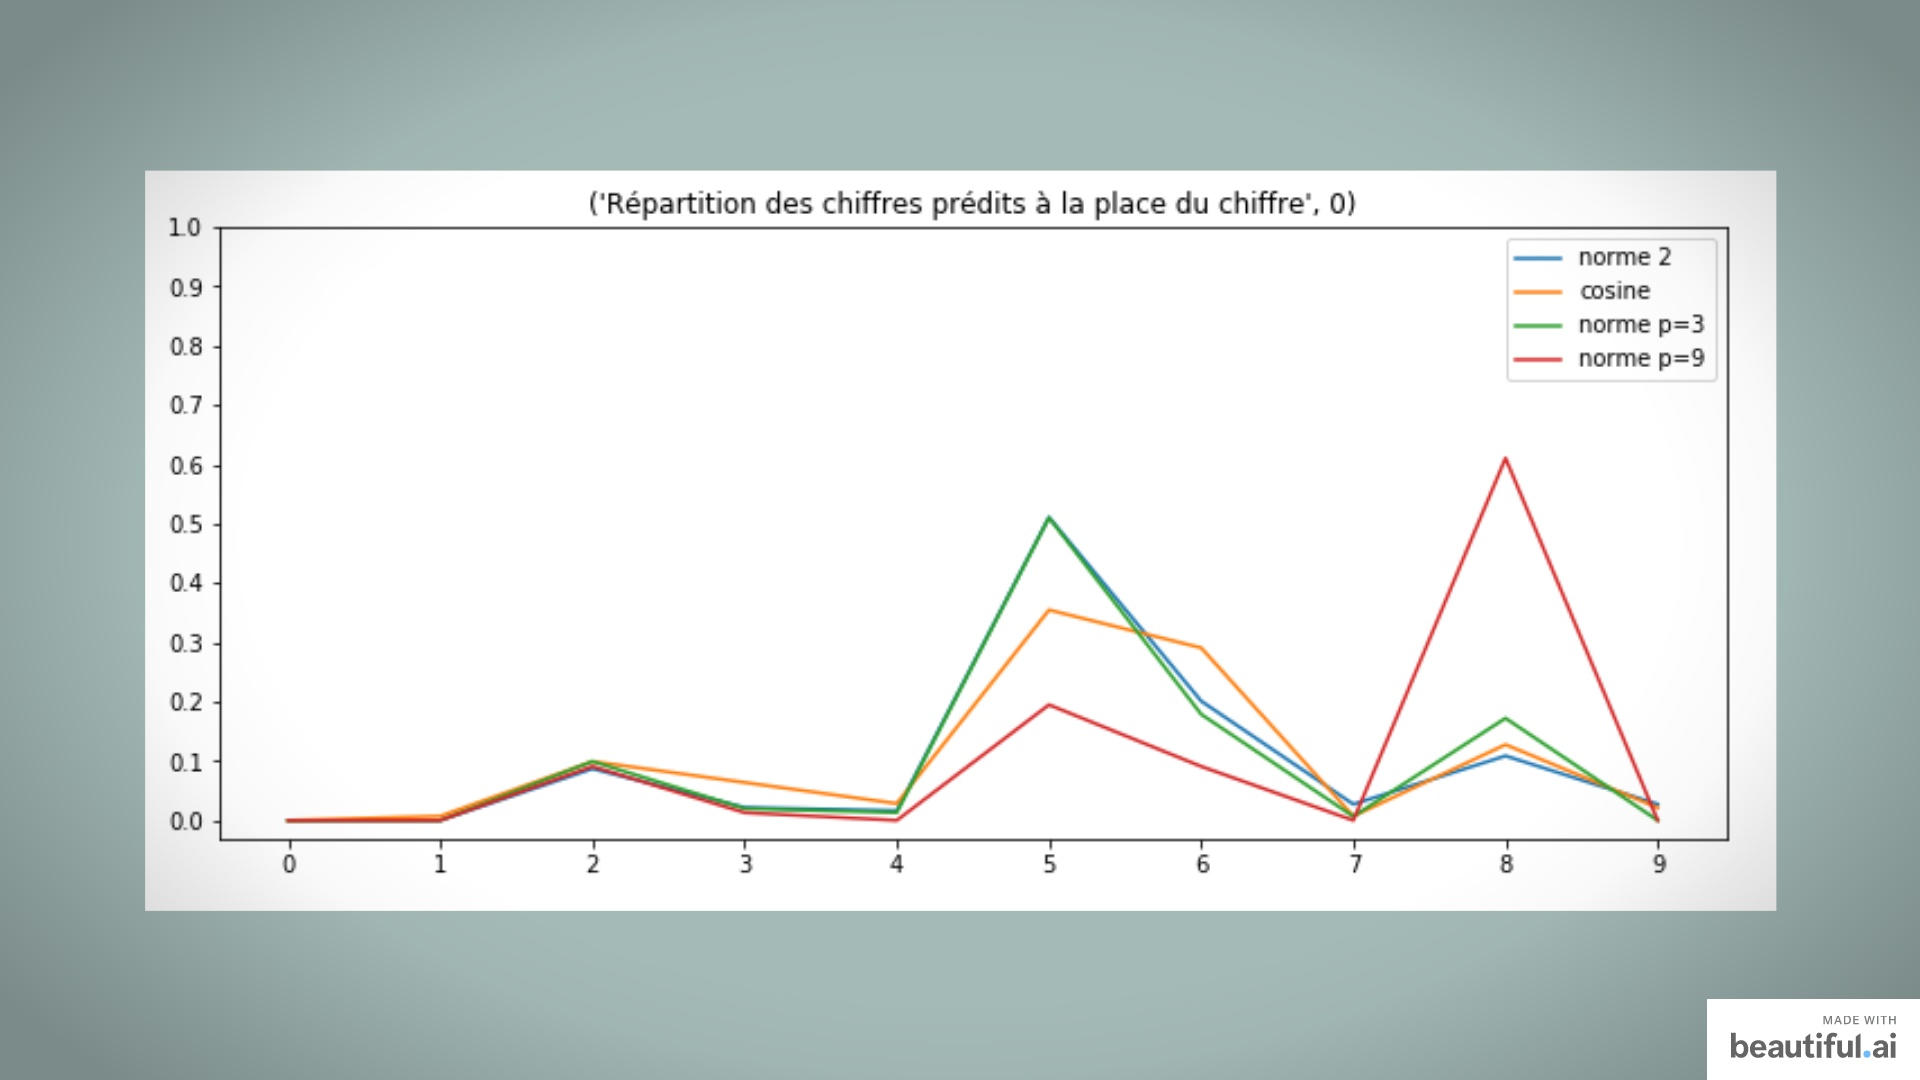 ('Répartition des chiffres prédits à la place du chiffre', 0)
1.0
0.9
0.8
0.7
0.6
0.5
0.4
0.3
0.2
0.1
0.0
norme 2
cosine
norme p=3
norme p=9
0 1 2 3 4 5 6 7 8 9
MADE WITH
beautiful.ai